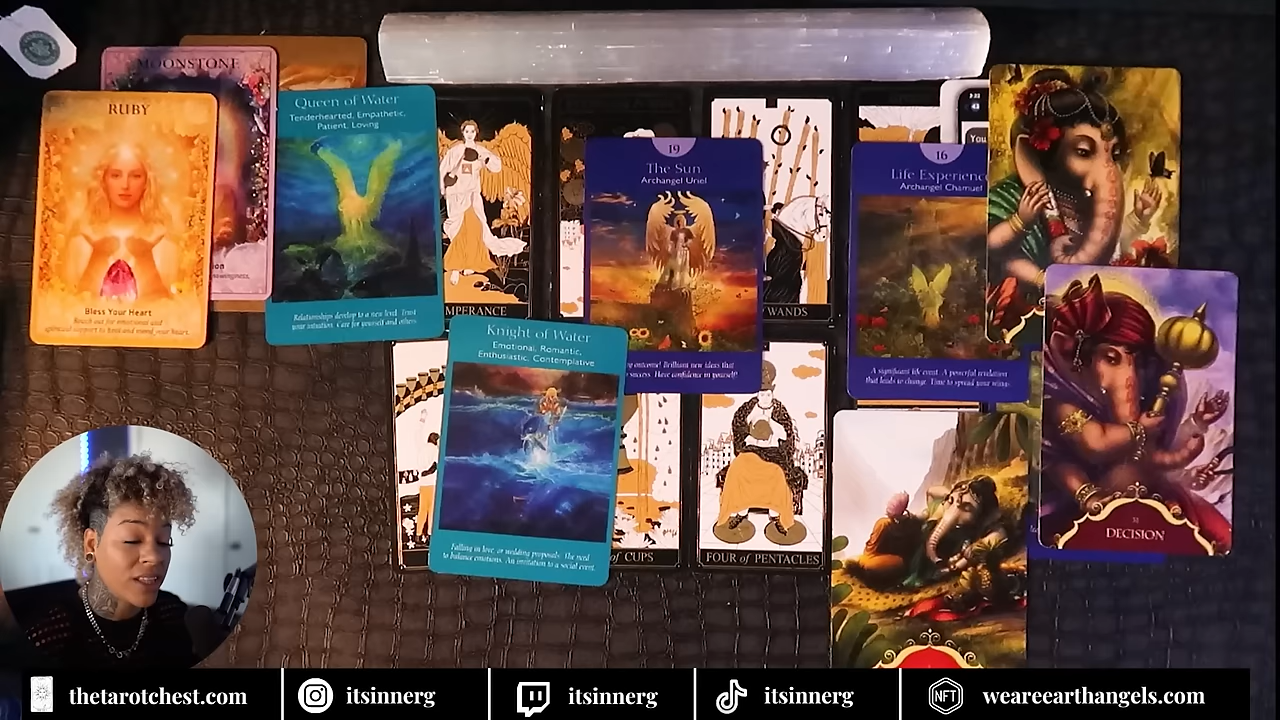 MOONSTONE
RUBY
Bless Your Heart
Reach out for emotional and
spiritual support to heal and mend your heart.
Queen of Water
Tenderhearted, Empathetic,
Patient, Loving
Relationships develop to a new level. Trust
your intuition. Care for yourself and others.
19
The Sun
Archangel Uriel
outcome! Brilliant new ideas that
success. Have confidence in yourself!
16
Life Experience
Archangel Chamuel
A significant life event. A powerful revelation
that leads to change. Time to spread your wings.
WANDS
Knight of Water
Emotional, Romantic,
Enthusiastic, Contemplative
Falling in love, or wedding proposals. The need
to balance emotions. An invitation to a social event.
of CUPS
FOUR of PENTACLES
DECISION
thetarotchest.com
itsinnerg
itsinnerg
itsinnerg
NFT
weareearthangels.com